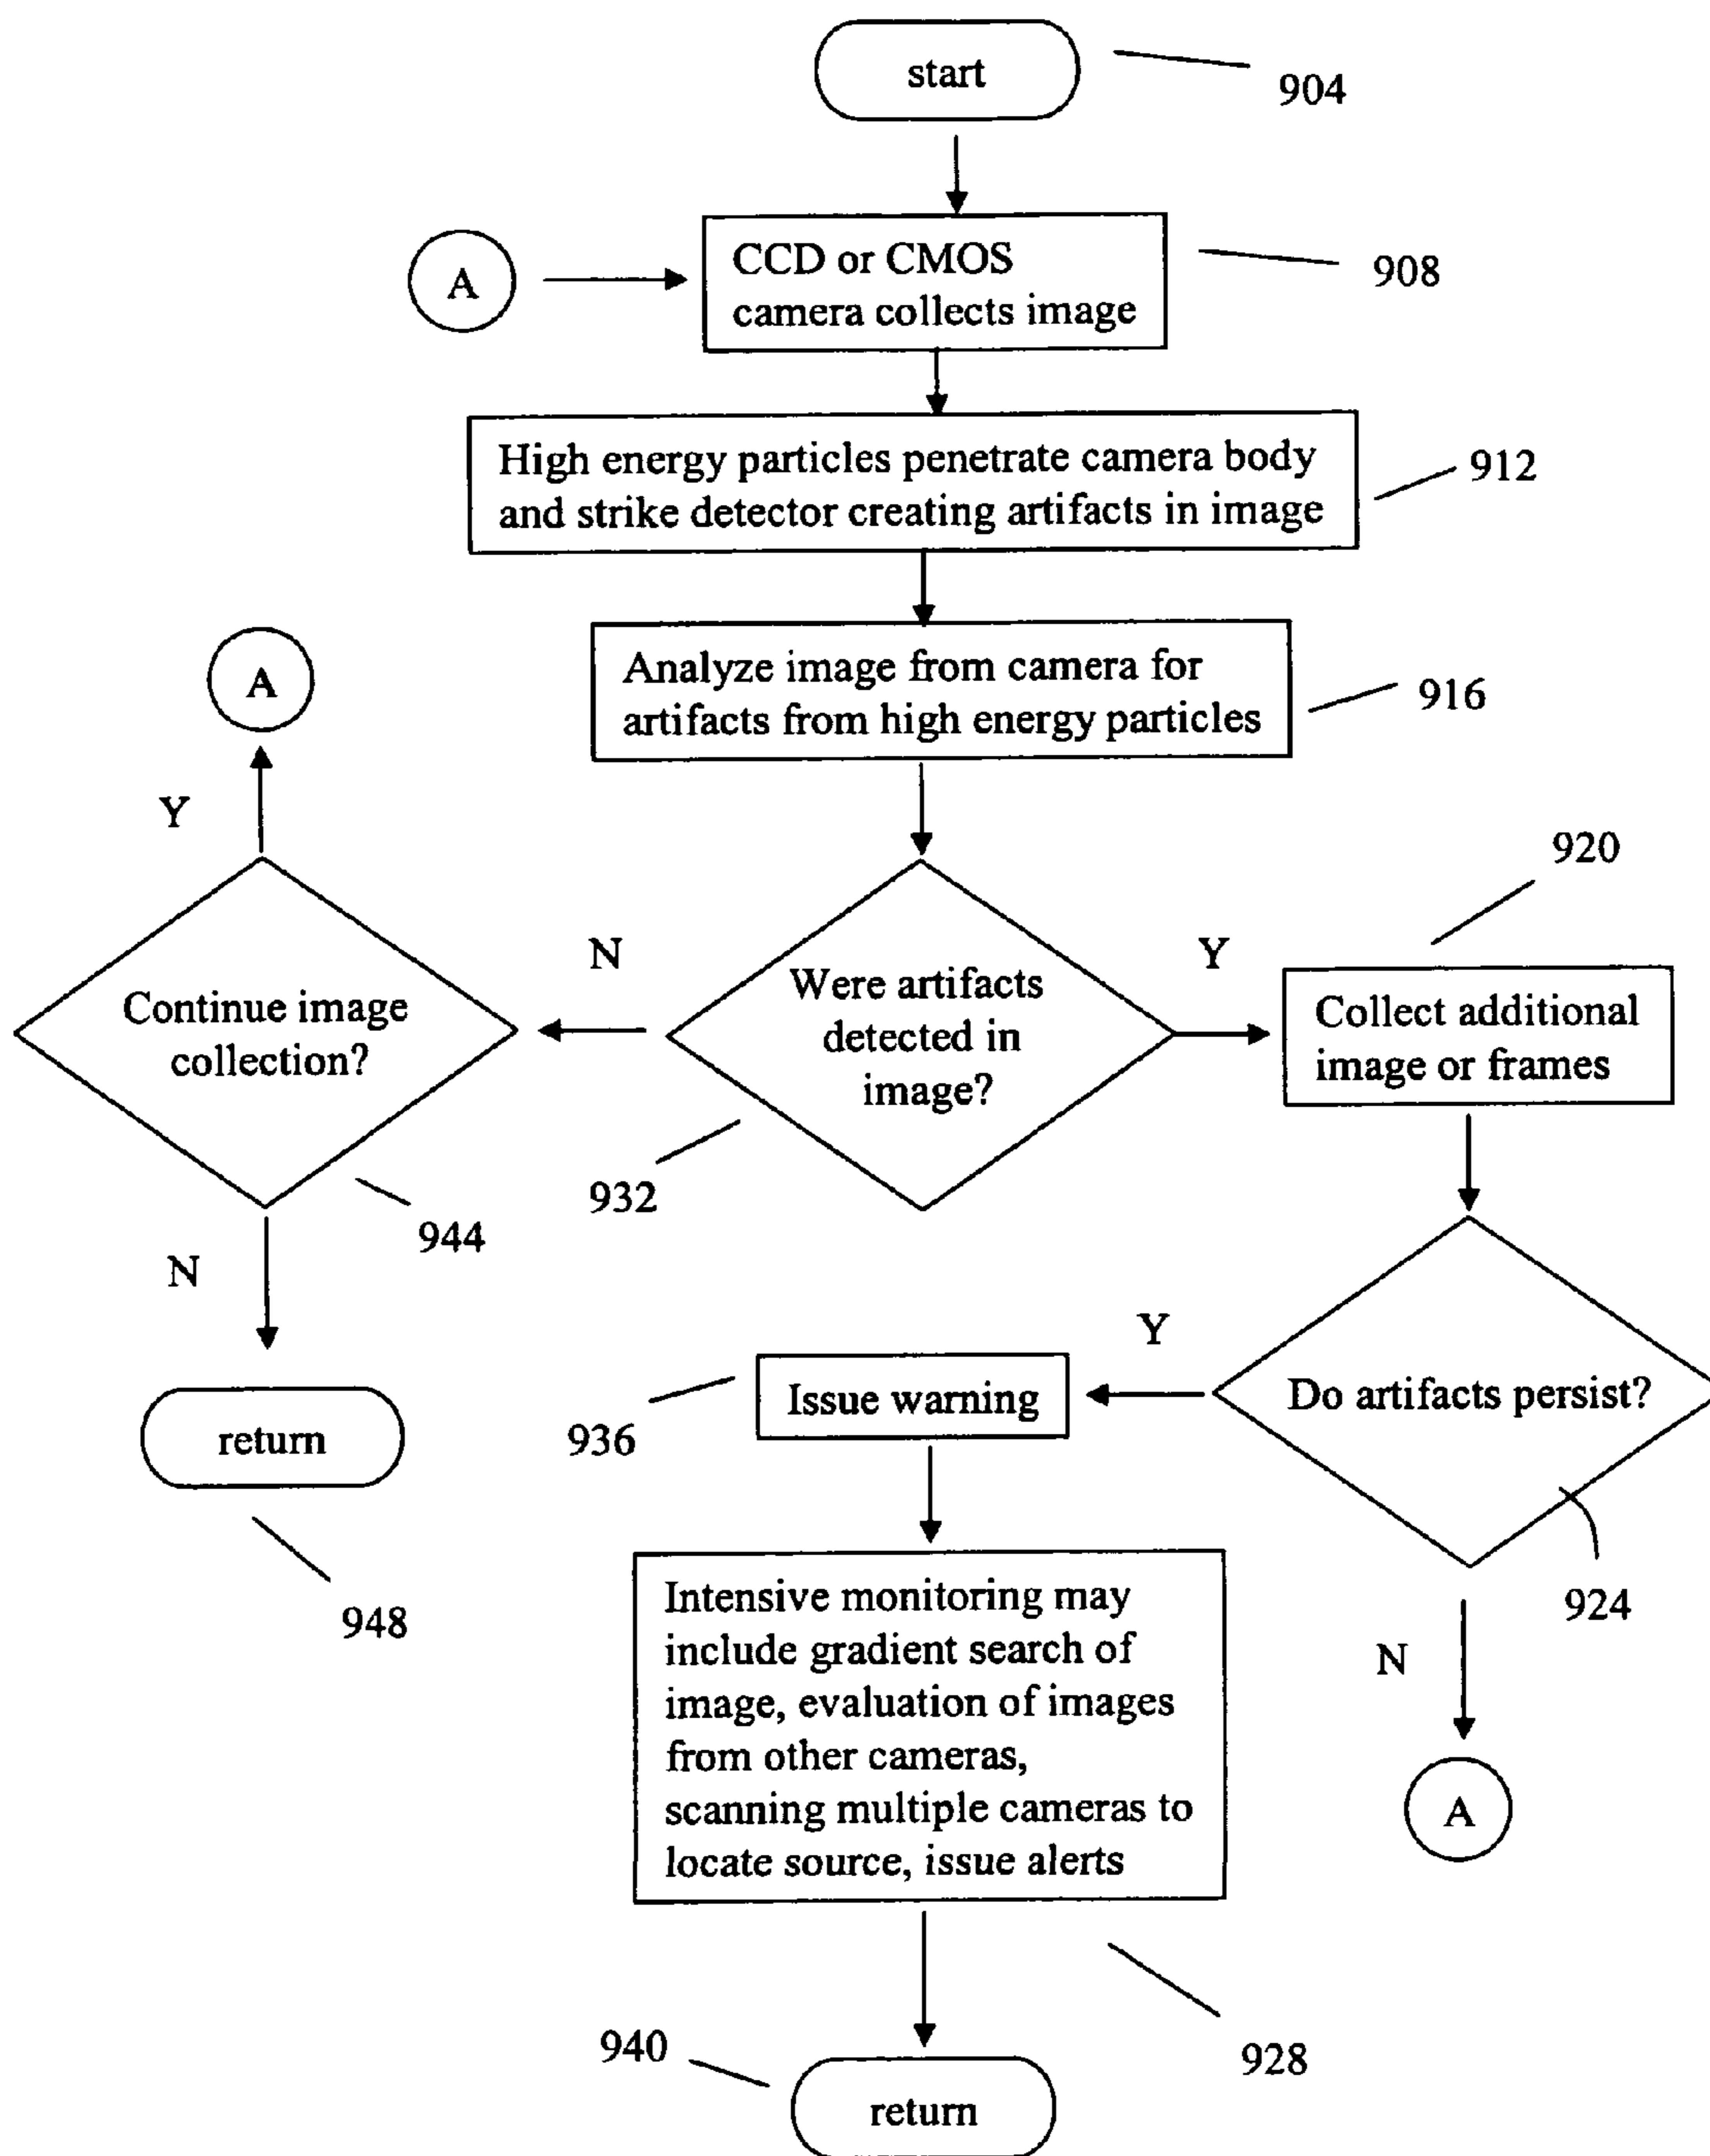 start
904
A
CCD or CMOS
camera collects image
908
High energy particles penetrate camera body
and strike detector creating artifacts in image
912
Analyze image from camera for
artifacts from high energy particles
916
A
Y
Continue image
collection?
944
N
return
948
N
Were artifacts
detected in
image?
932
Y
920
Collect additional
image or frames
Do artifacts persist?
924
Y
Issue warning
936
N
A
Intensive monitoring may
include gradient search of
image, evaluation of images
from other cameras,
scanning multiple cameras to
locate source, issue alerts
928
940
return